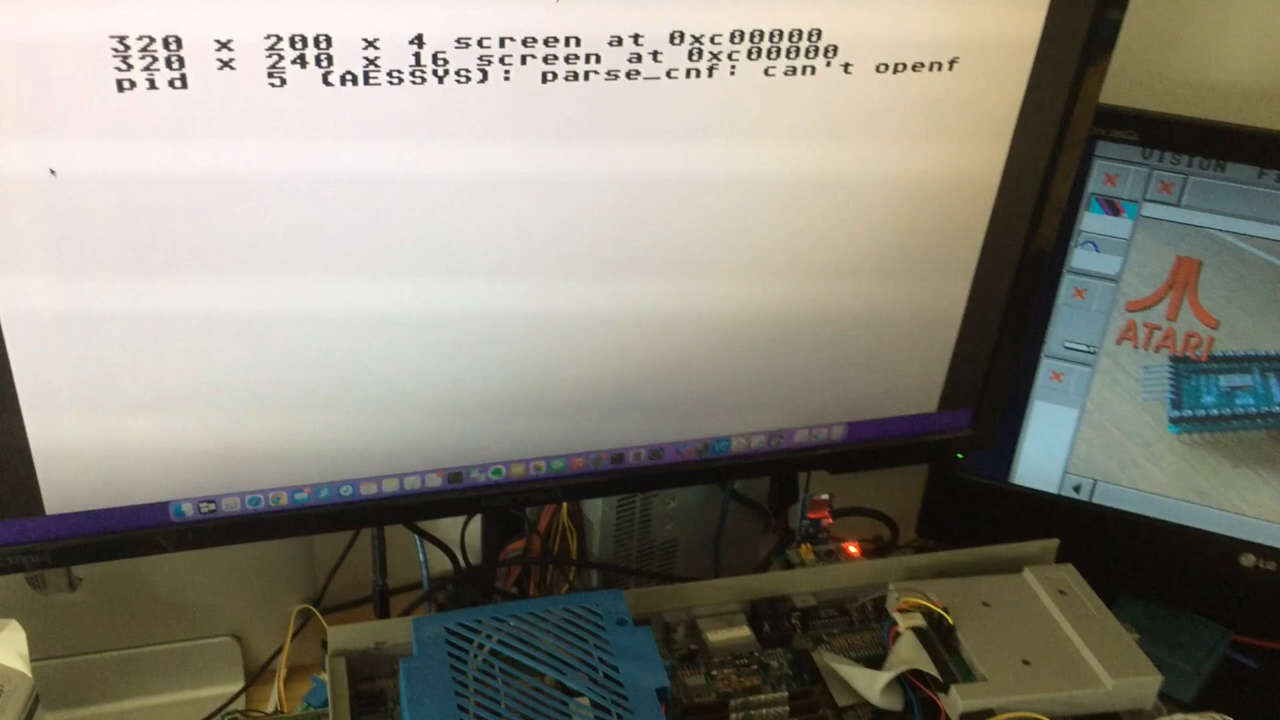 320 x 200 x 4 screen at 0xc00000
320 x 240 x 16 screen at 0xc00000
pid 5 (AESSYS): parse_cnf: can't openf
VISION
ATARI
LG